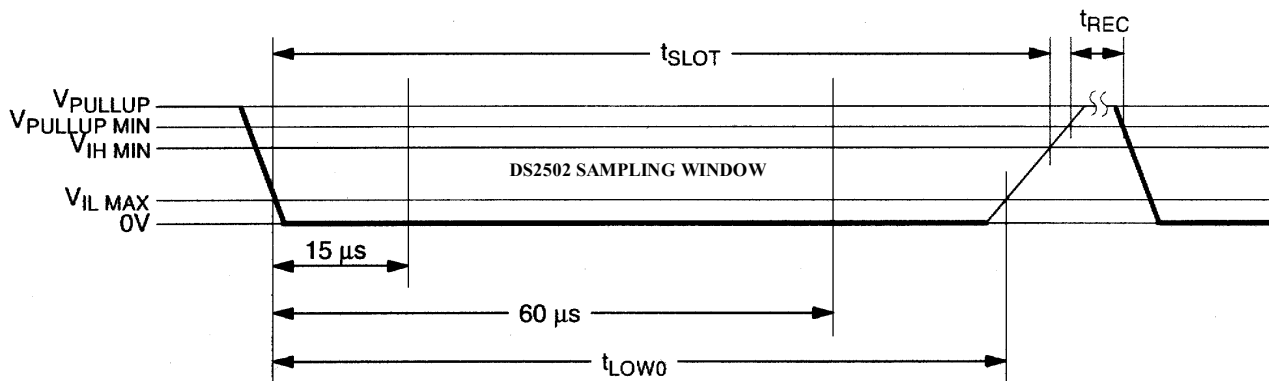 tREC
tSLOT
VPULLUP
VPULLUP MIN
VIH MIN
DS2502 SAMPLING WINDOW
VIL MAX
0V
15 μs
60 μs
tLOW0